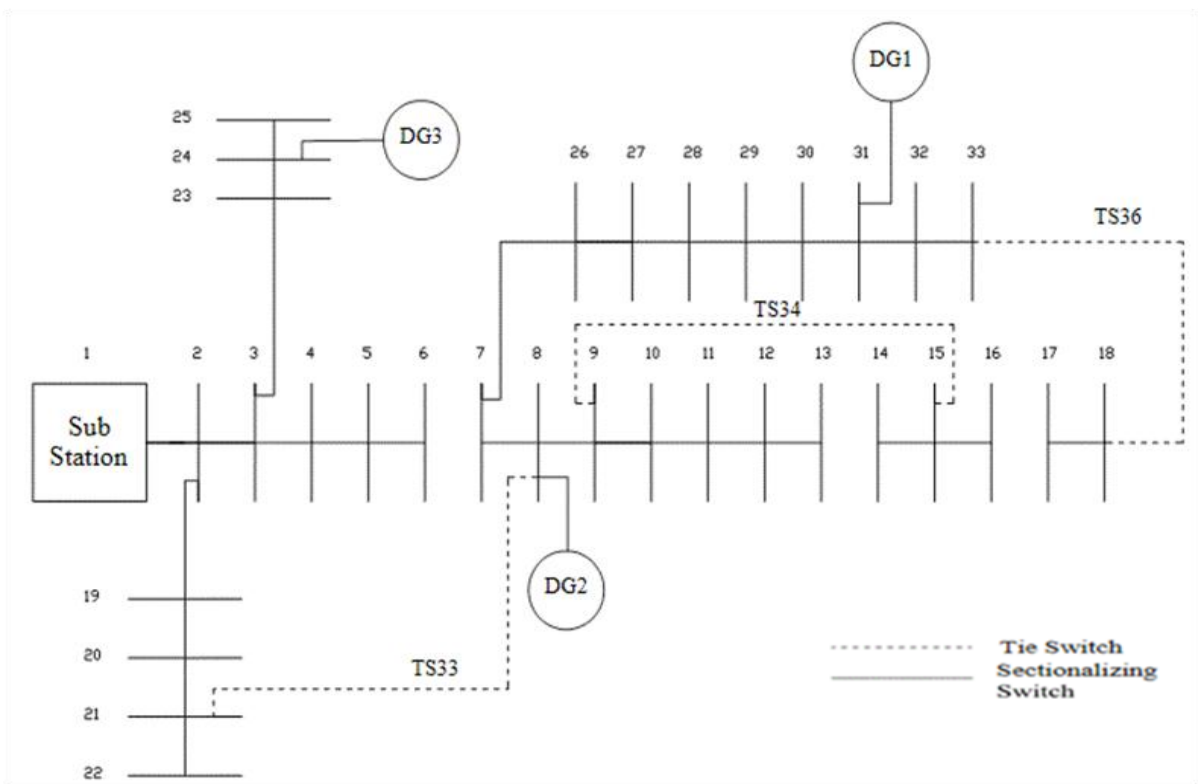 DG1
25
DG3
24
26 27 28 29 30 31 32 33
23
TS36
TS34
1 2 3 4 5 6 7 8 9 10 11 12 13 14 15 16 17 18
Sub
Station
DG2
19
20
TS33
21
22
Tie Switch
Sectionalizing
Switch